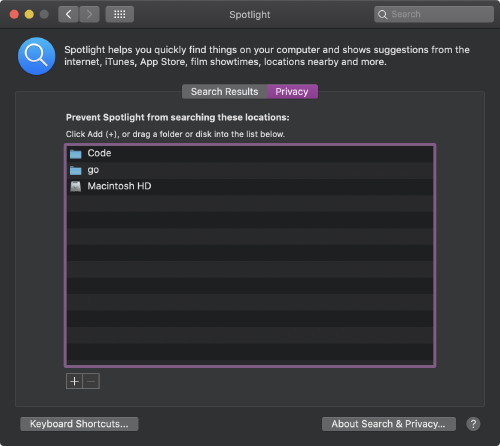 Spotlight
Search
Spotlight helps you quickly find things on your computer and shows suggestions from the
internet, iTunes, App Store, film showtimes, locations nearby and more.
Search Results
Privacy
Prevent Spotlight from searching these locations:
Click Add (+), or drag a folder or disk into the list below.
Code
go
Macintosh HD
+ −
Keyboard Shortcuts...
About Search & Privacy...
?